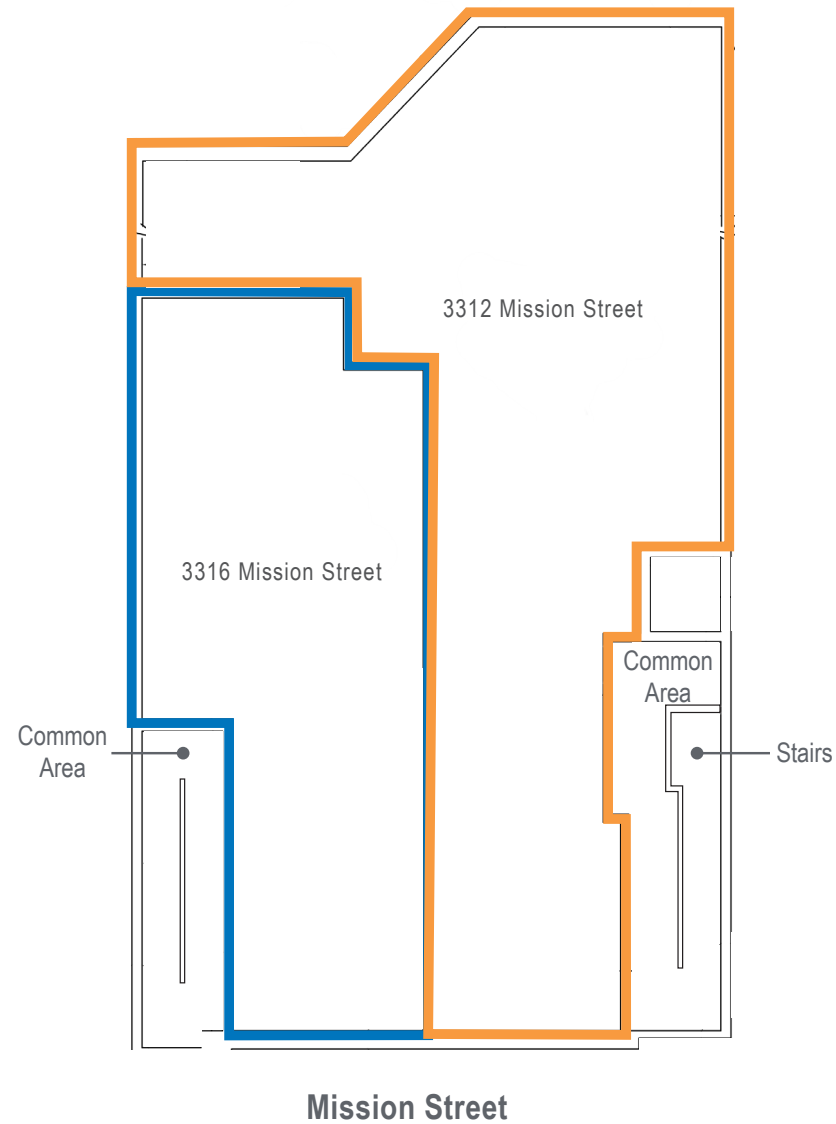 3312 Mission Street
3316 Mission Street
Common
Area
Common
Area
Stairs
Mission Street